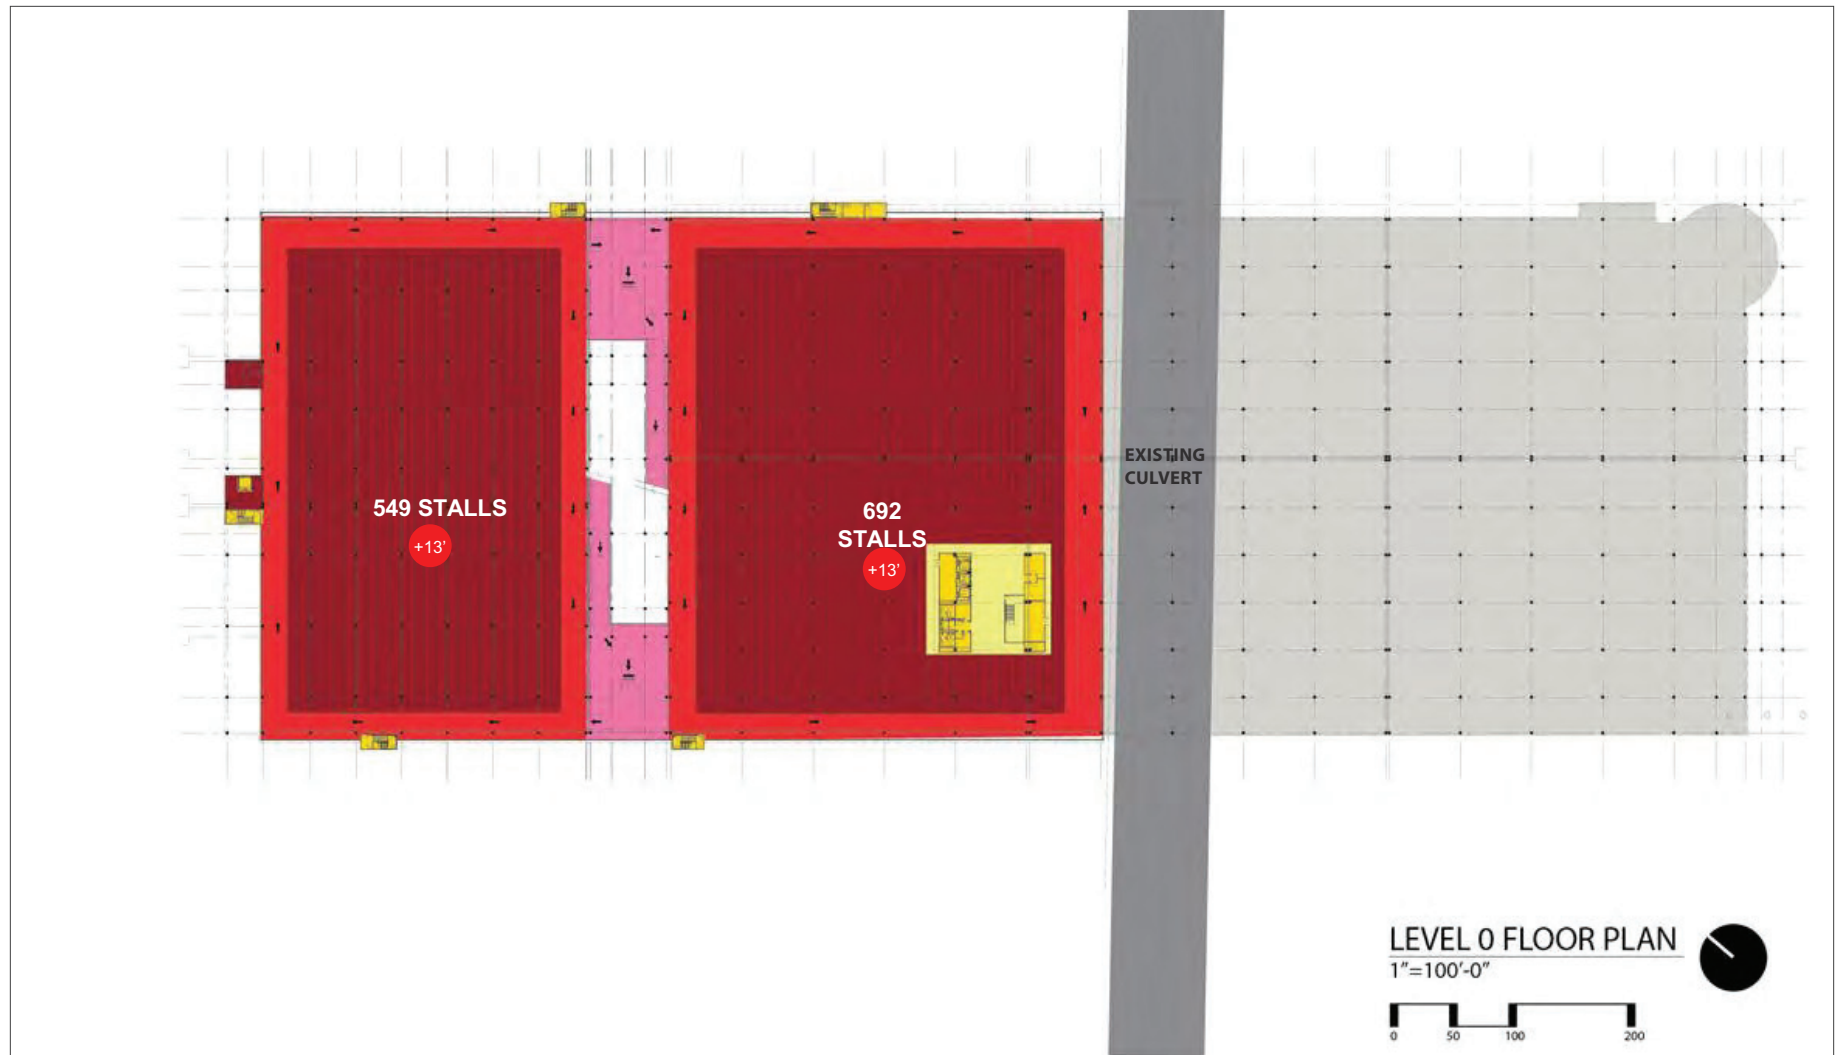 549 STALLS
+13’
692
STALLS
+13’
EXISTING
CULVERT
LEVEL 0 FLOOR PLAN
1”=100’-0”
0 50 100 200